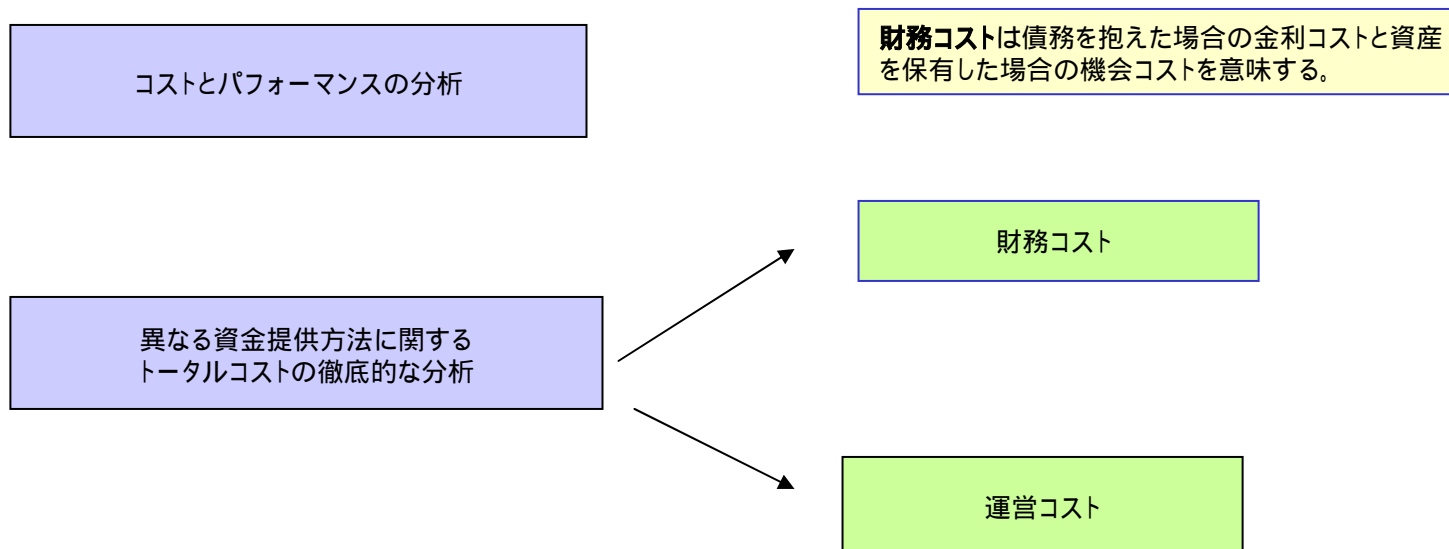 コストとパフォーマンスの分析
財務コストは債務を抱えた場合の金利コストと資産
を保有した場合の機会コストを意味する。
財務コスト
異なる資金提供方法に関する
トータルコストの徹底的な分析
運営コスト